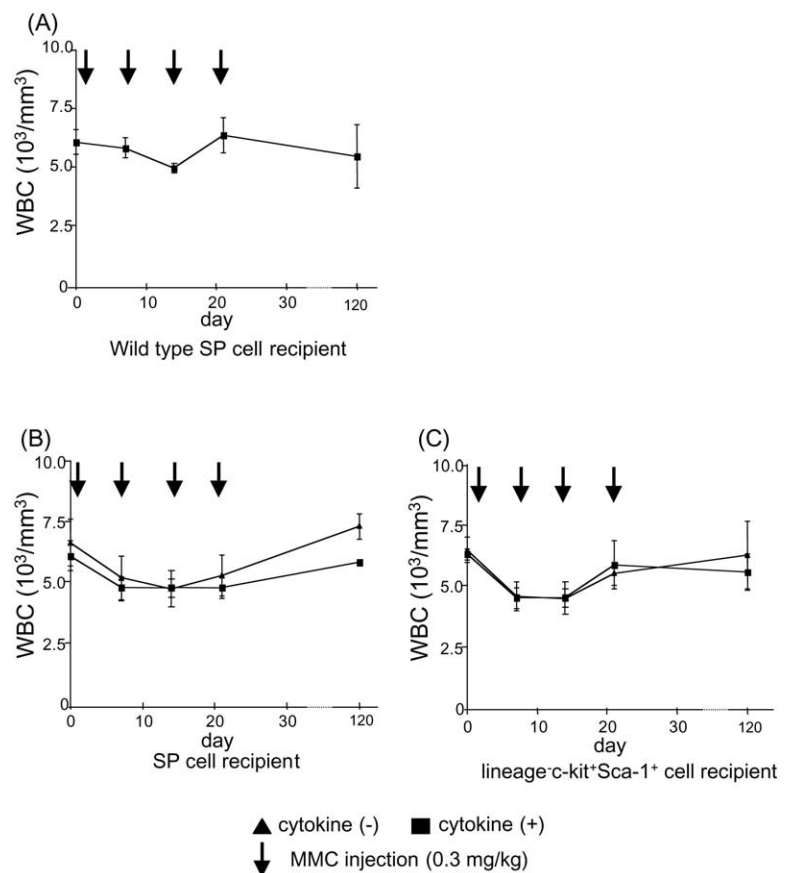 (A)
10.0
7.5
5.0
2.5
0
WBC (10³/mm³)
0 10 20 30 120
day
Wild type SP cell recipient
(B)
10.0
7.5
5.0
2.5
0
WBC (10³/mm³)
0 10 20 30 120
day
SP cell recipient
(C)
10.0
7.5
5.0
2.5
0
WBC (10³/mm³)
0 10 20 30 120
day
lineage⁻c-kit⁺Sca-1⁺ cell recipient
▲ cytokine (-) ■ cytokine (+)
↓ MMC injection (0.3 mg/kg)